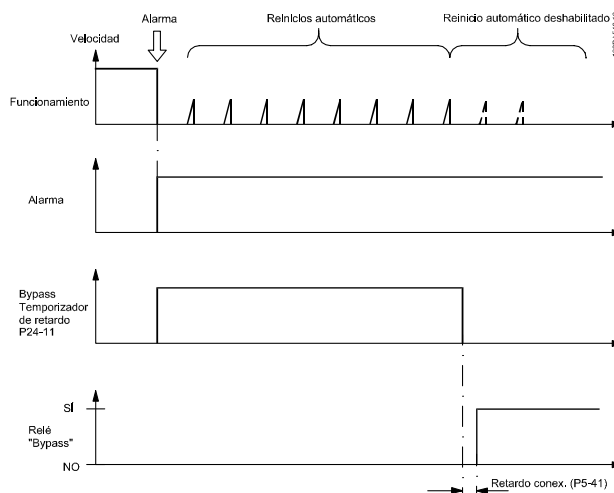 Alarma
Reinicios automáticos
Reinicio automático deshabilitado
Velocidad
Funcionamiento
Alarma
Bypass
Temporizador
de retardo
P24-11
SÍ
Relé
"Bypass"
NO
Retardo conex. (P5-41)